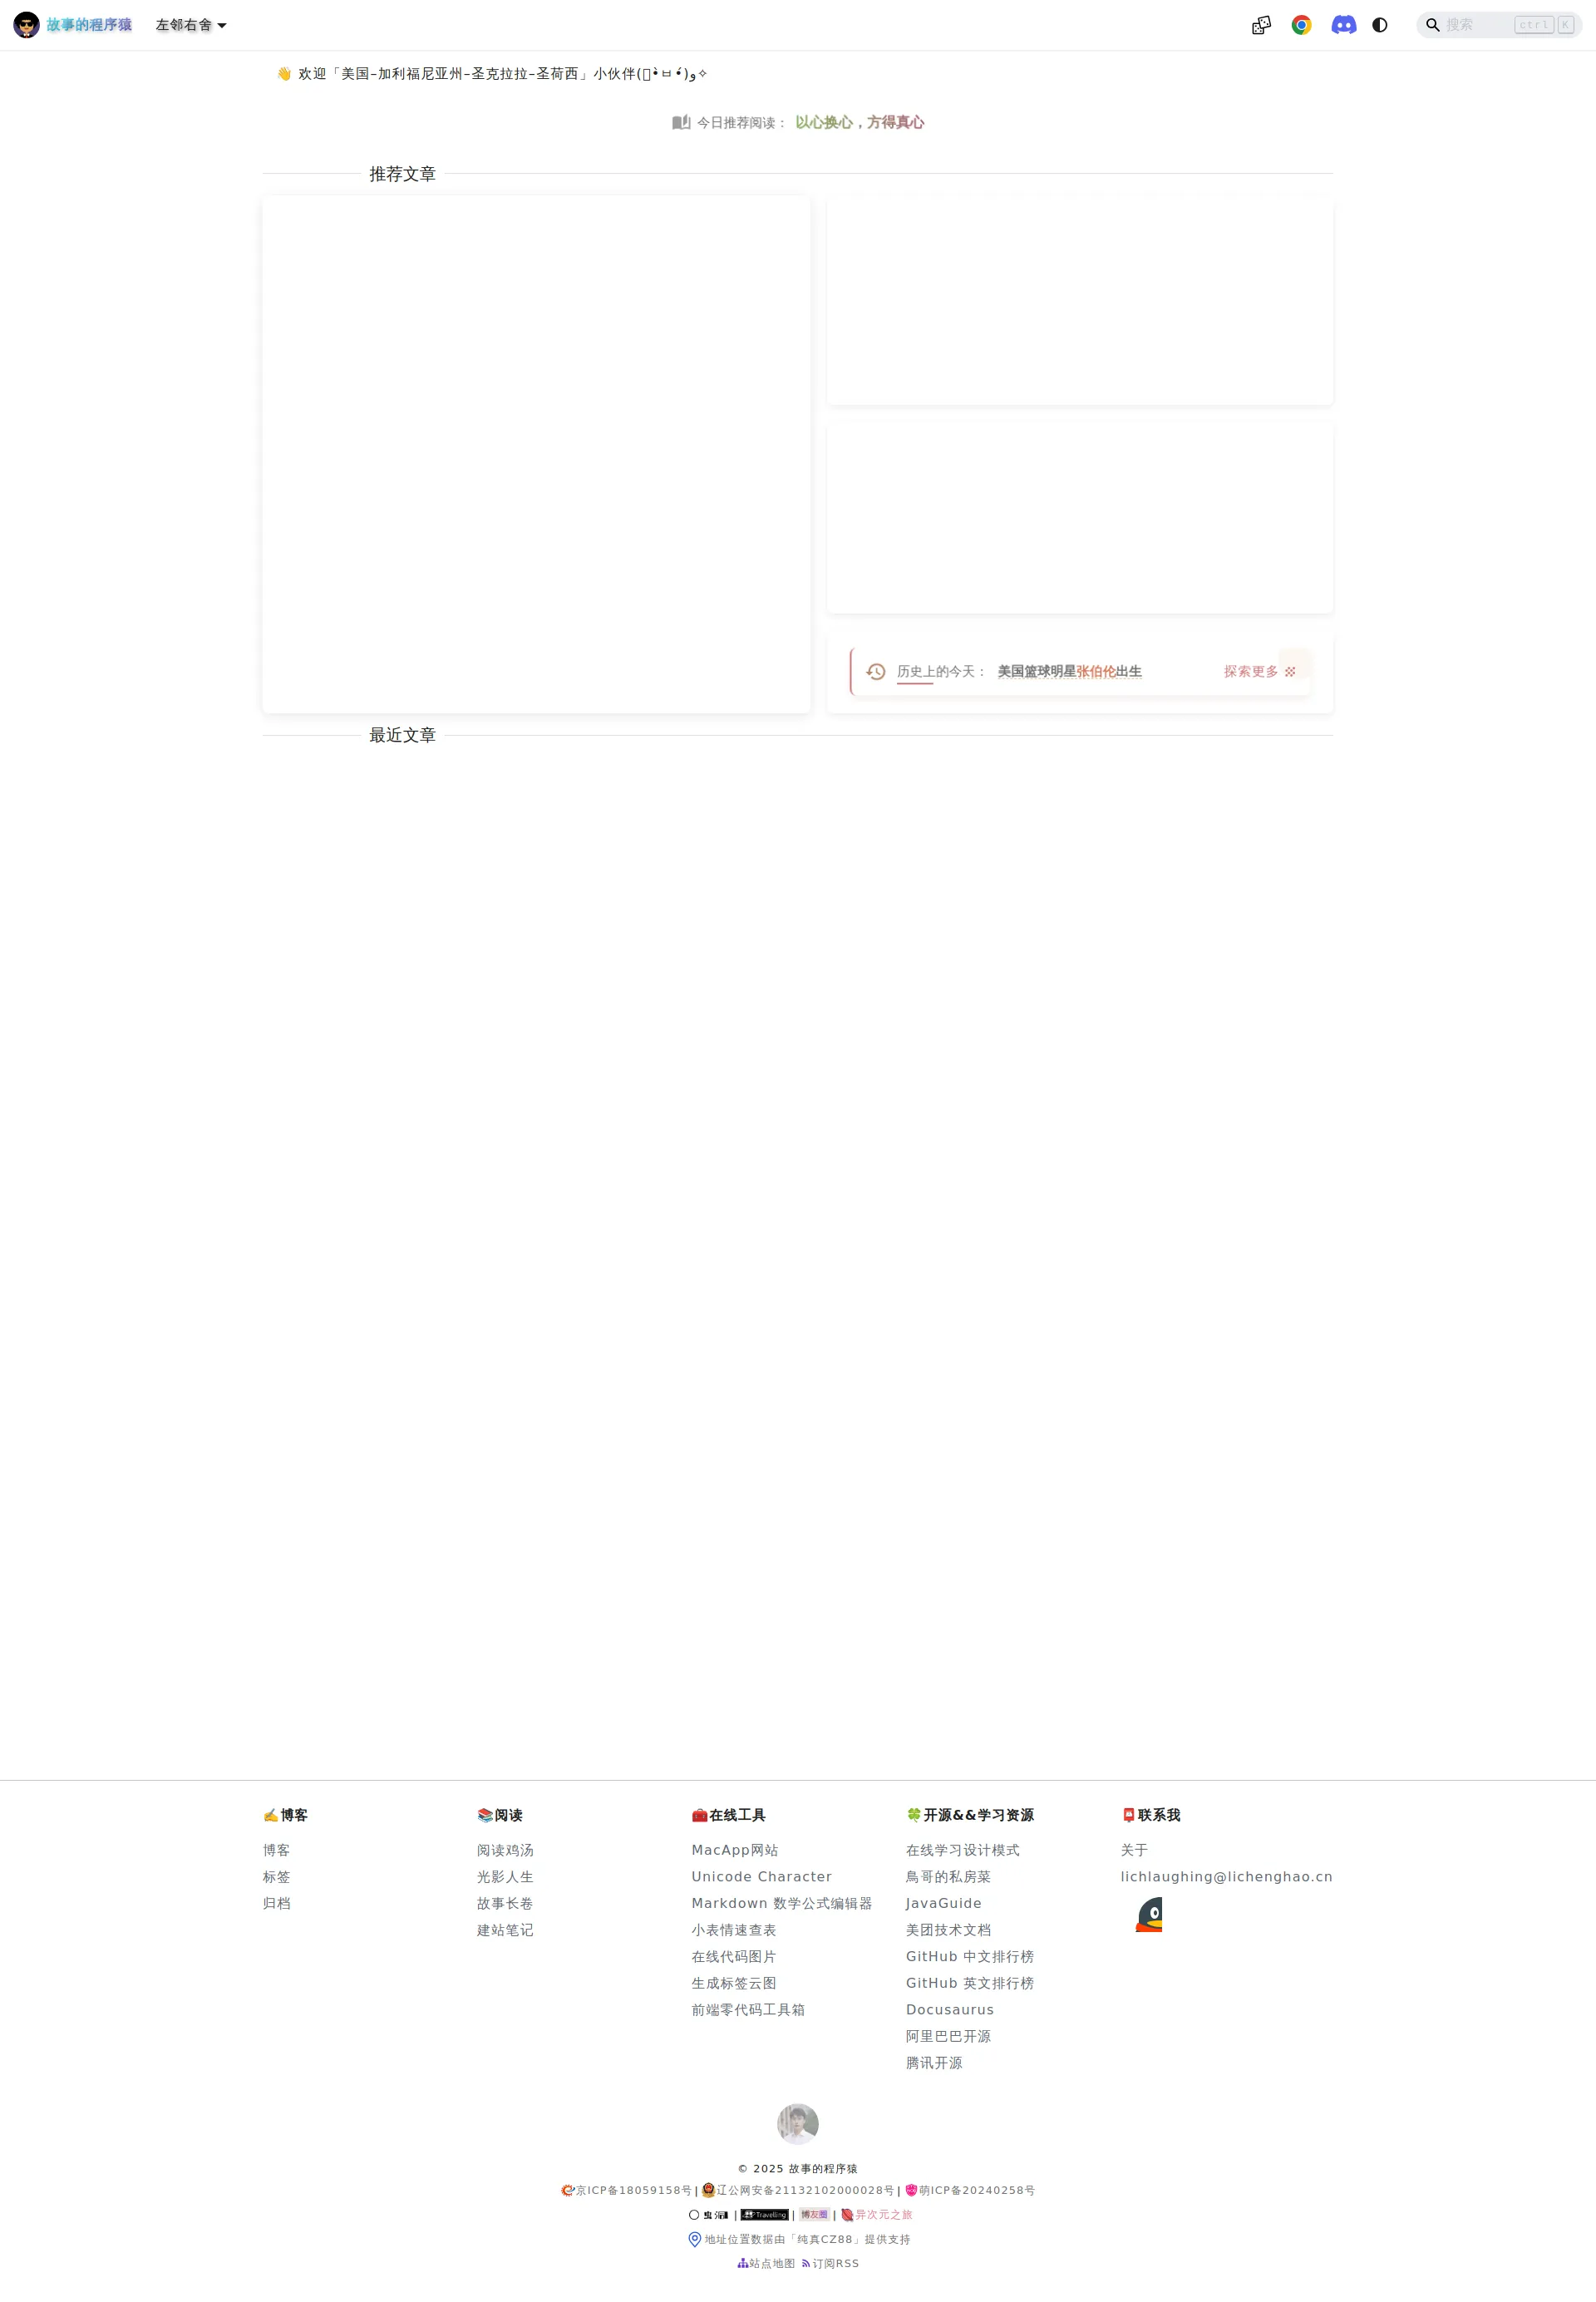 故事的程序猿 左邻右舍 搜索 ctrl K
👋 欢迎「美国–加利福尼亚州–圣克拉拉–圣荷西」小伙伴(๑•̀ㅂ•́)و✧
今日推荐阅读： 以心换心，方得真心
推荐文章
历史上的今天： 美国篮球明星张伯伦出生 探索更多
最近文章
✍️博客
博客
标签
归档
📚阅读
阅读鸡汤
光影人生
故事长卷
建站笔记
🧰在线工具
MacApp网站
Unicode Character
Markdown 数学公式编辑器
小表情速查表
在线代码图片
生成标签云图
前端零代码工具箱
🍀开源&&学习资源
在线学习设计模式
鳥哥的私房菜
JavaGuide
美团技术文档
GitHub 中文排行榜
GitHub 英文排行榜
Docusaurus
阿里巴巴开源
腾讯开源
📮联系我
关于
lichlaughing@lichenghao.cn
© 2025 故事的程序猿
京ICP备18059158号 | 辽公网安备21132102000028号 | 萌ICP备20240258号
| Travelling | 博友圈 | 异次元之旅
地址位置数据由「纯真CZ88」提供支持
站点地图 订阅RSS